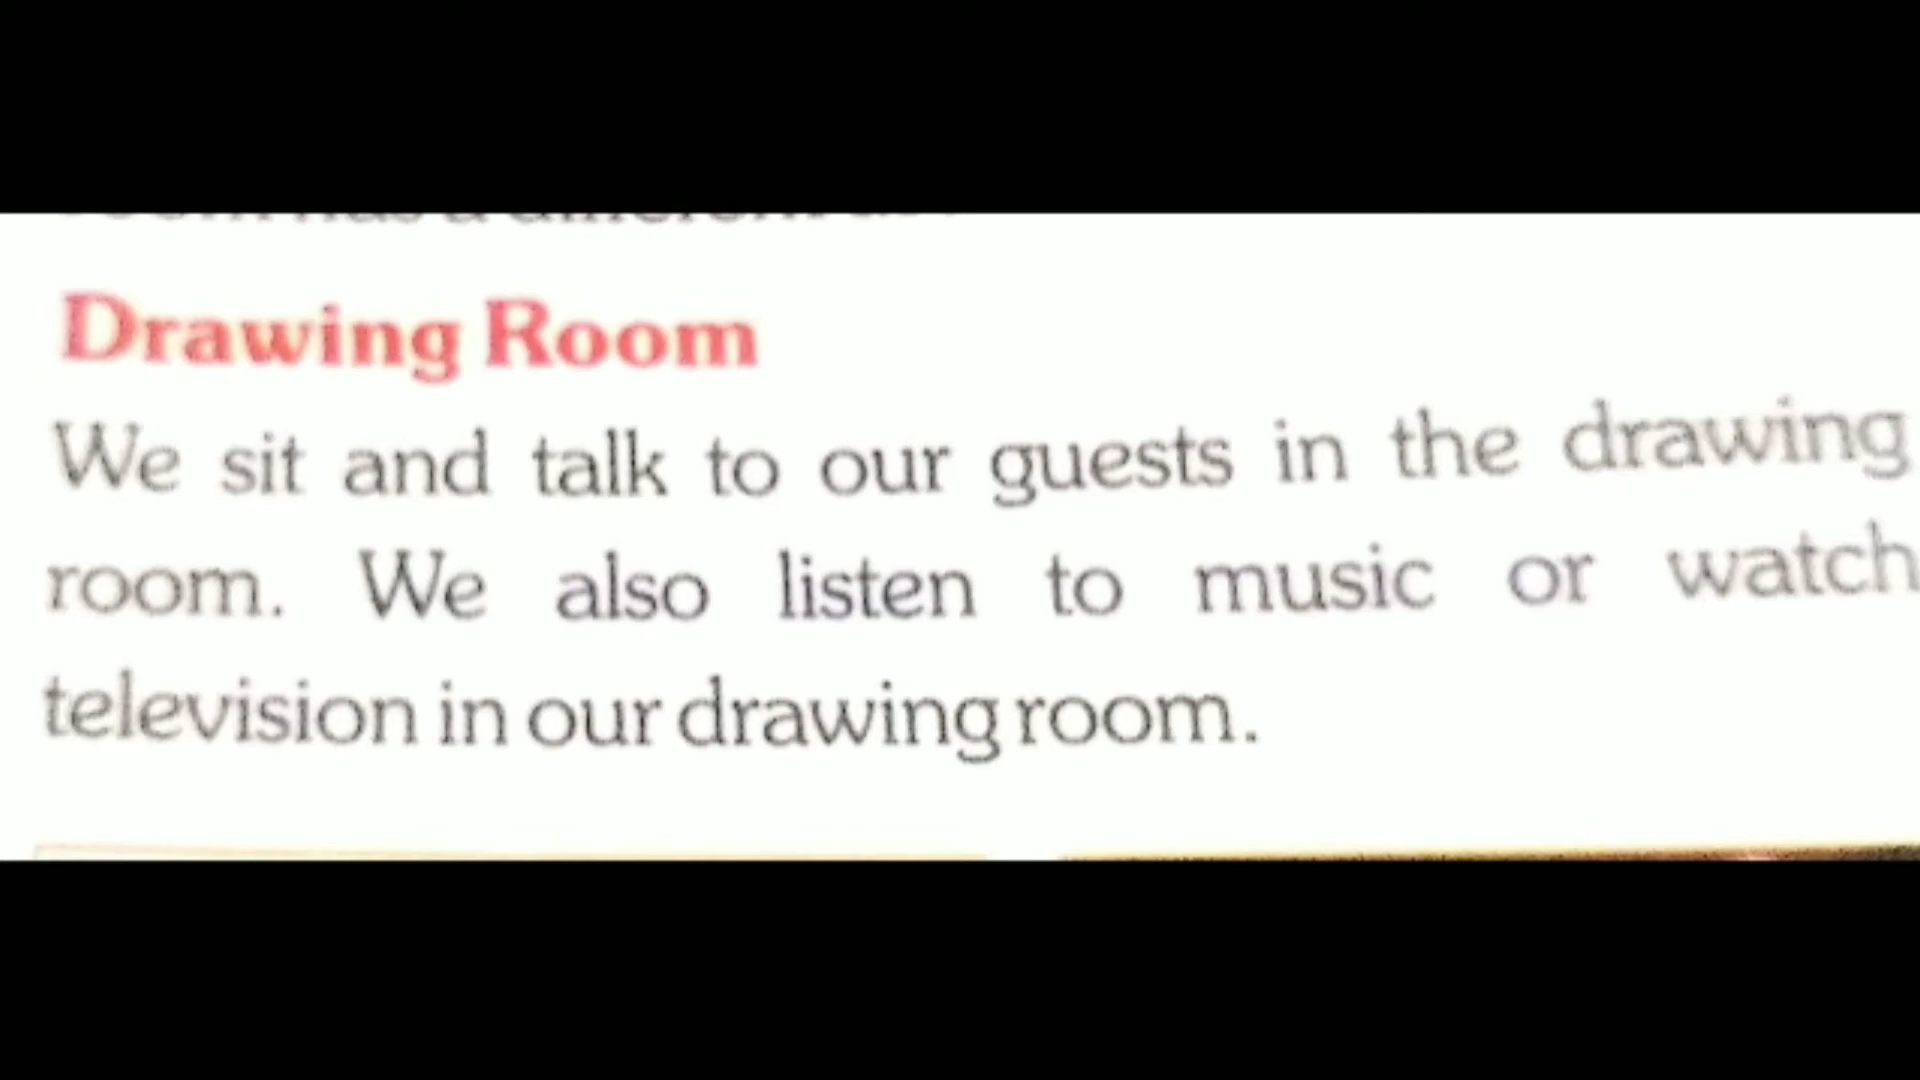 Drawing Room
We sit and talk to our guests in the drawing
room. We also listen to music or watch
television in our drawing room.